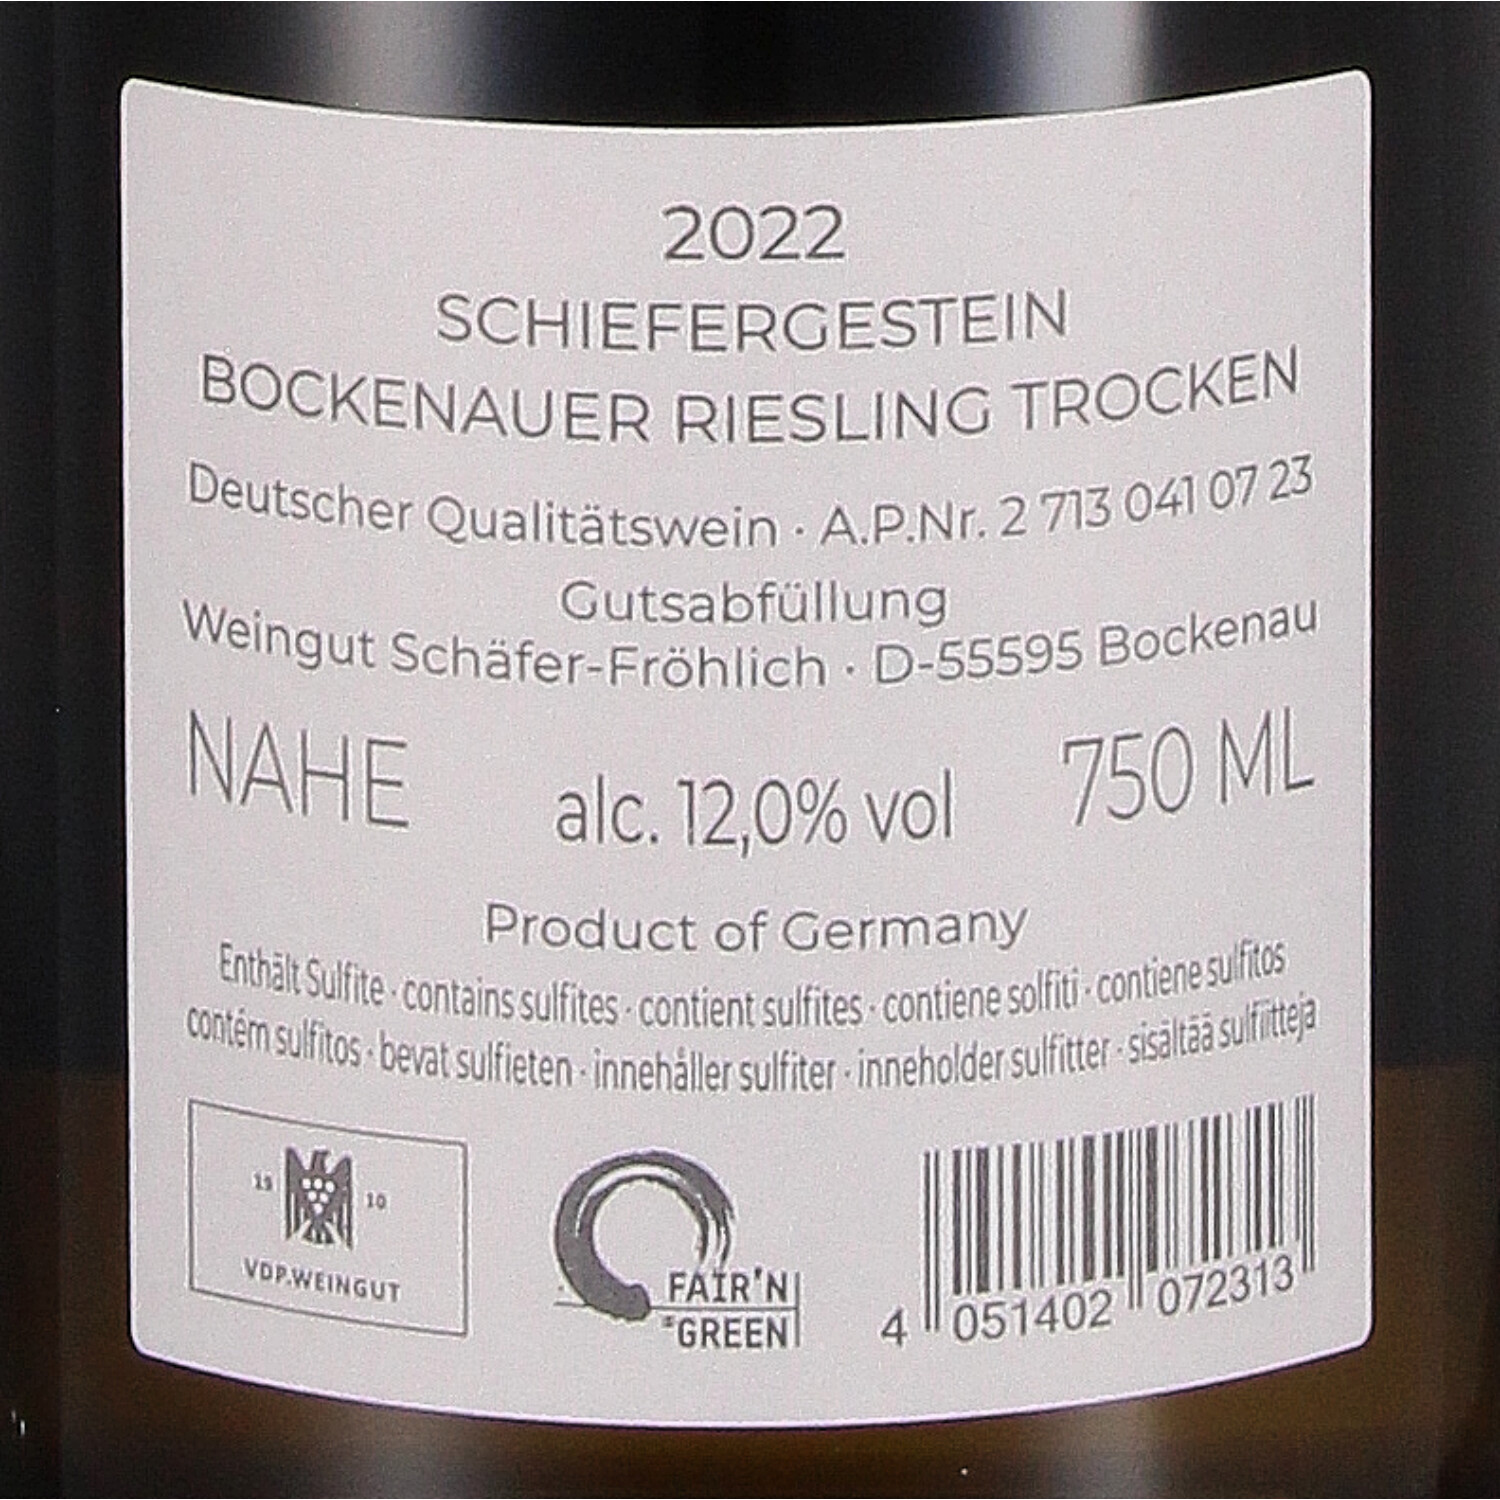 2022
SCHIEFERGESTEIN
BOCKENAUER RIESLING TROCKEN
Deutscher Qualitätswein · A.P.Nr. 2 713 041 07 23
Gutsabfüllung
Weingut Schäfer-Fröhlich · D-55595 Bockenau
NAHE alc. 12,0% vol 750 ML
Product of Germany
Enthält Sulfite · contains sulfites · contient sulfites · contiene solfiti · contiene sulfitos
contém sulfitos · bevat sulfieten · innehåller sulfiter · inneholder sulfitter · sisältää sulfiitteja
19 10
VDP.WEINGUT
FAIR'N
GREEN
4 051402 072313